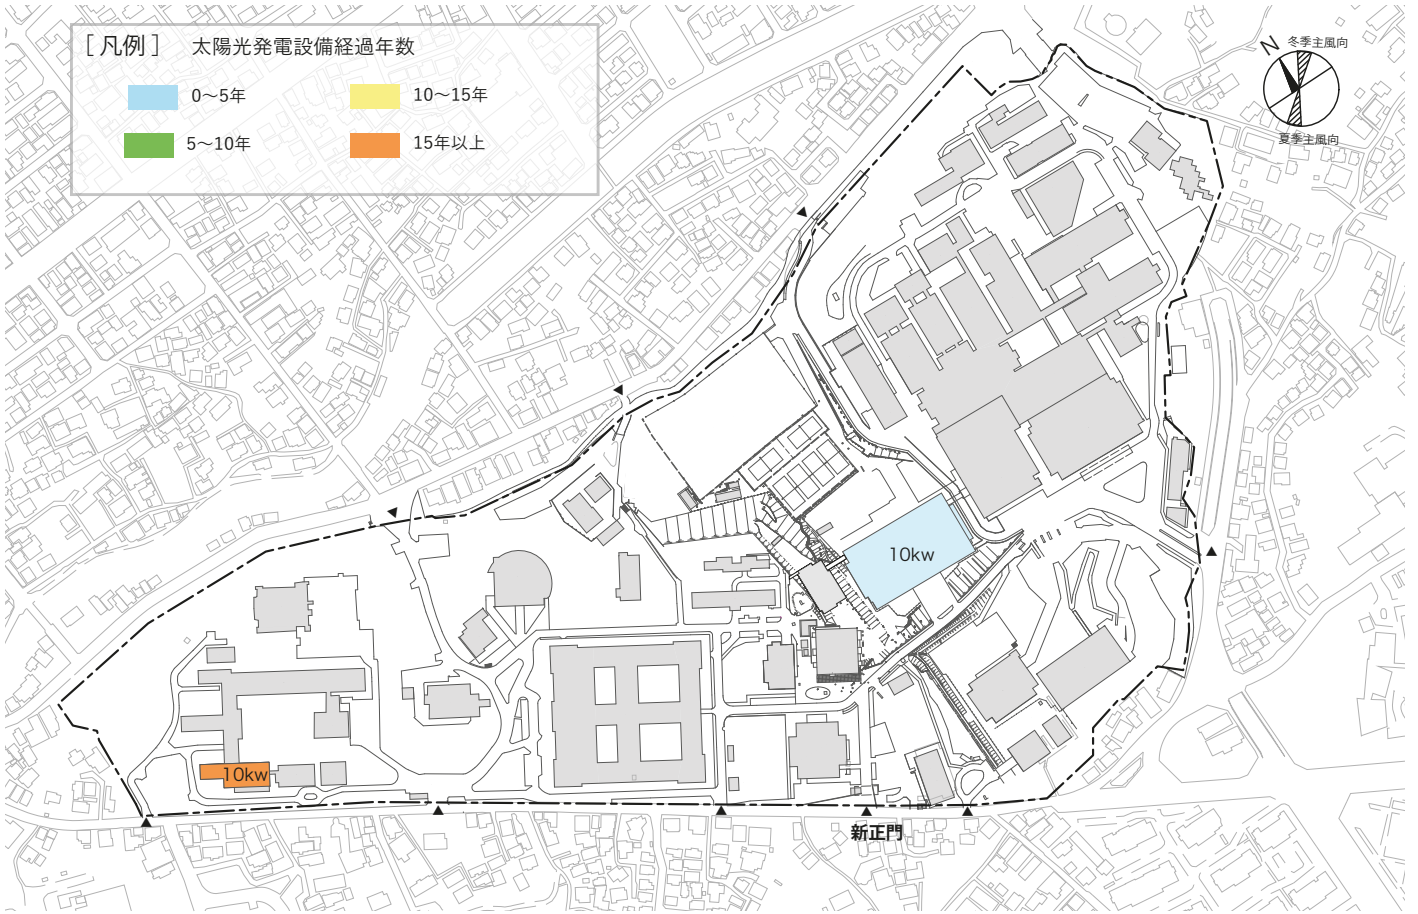 ［凡例］ 太陽光発電設備経過年数
0～5年
10～15年
5～10年
15年以上
N
冬季主風向
夏季主風向
10kw
10kw
新正門